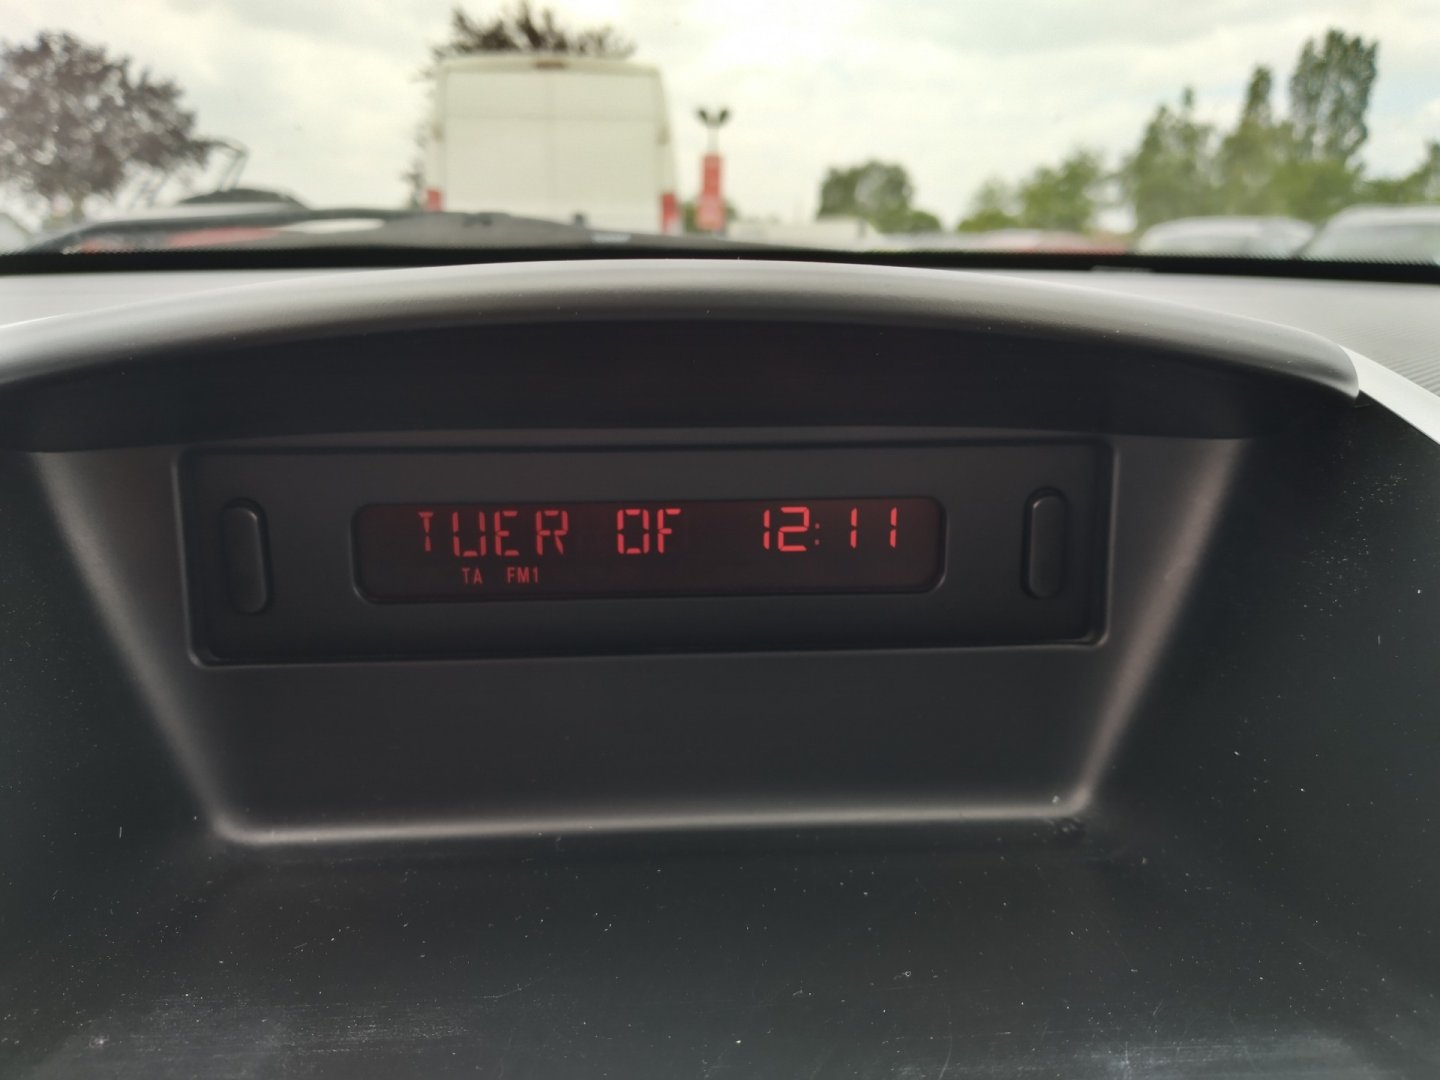 TUER OF 12:11
TA FM1